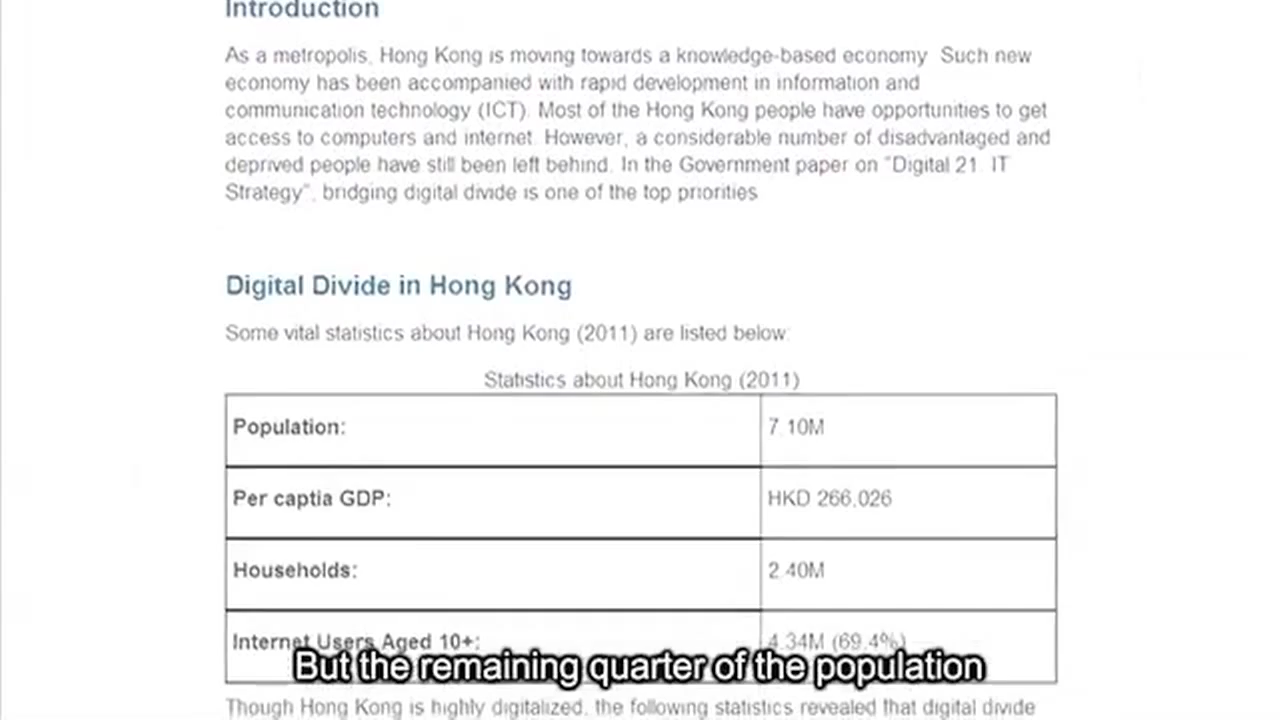 Introduction
As a metropolis, Hong Kong is moving towards a knowledge-based economy. Such new
economy has been accompanied with rapid development in information and
communication technology (ICT). Most of the Hong Kong people have opportunities to get
access to computers and internet. However, a considerable number of disadvantaged and
deprived people have still been left behind. In the Government paper on "Digital 21 IT
Strategy", bridging digital divide is one of the top priorities
Digital Divide in Hong Kong
Some vital statistics about Hong Kong (2011) are listed below:
Statistics about Hong Kong (2011)
Population: 7.10M
Per captia GDP: HKD 266,026
Households: 2.40M
Internet Users Aged 10+: 4.34M (69.4%)
But the remaining quarter of the population
Though Hong Kong is highly digitalized, the following statistics revealed that digital divide